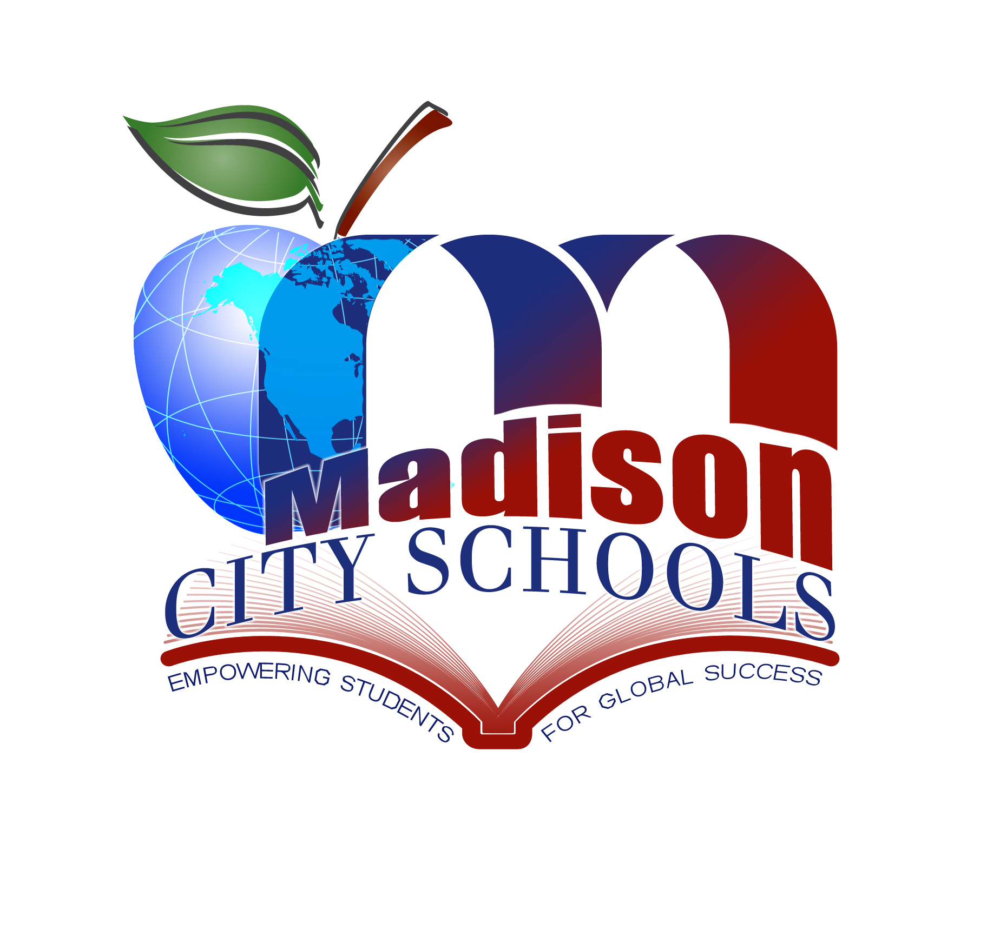 Madison
CITY SCHOOLS
EMPOWERING STUDENTS FOR GLOBAL SUCCESS